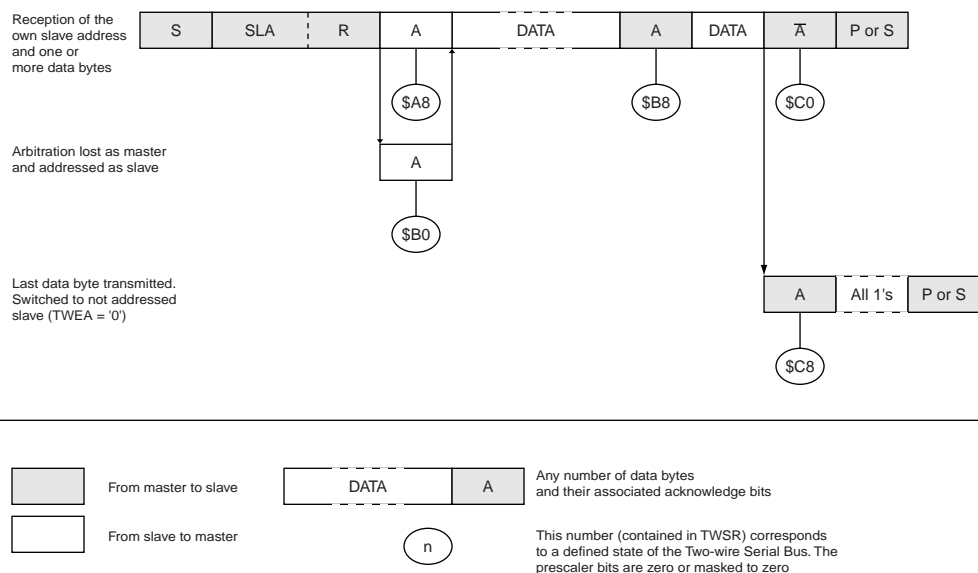 Reception of the
own slave address
and one or
more data bytes
S SLA R A DATA A DATA A̅ P or S
$A8 $B8 $C0
Arbitration lost as master
and addressed as slave
A
$B0
Last data byte transmitted.
Switched to not addressed
slave (TWEA = '0')
A All 1's P or S
$C8
From master to slave
DATA A
Any number of data bytes
and their associated acknowledge bits
From slave to master
n
This number (contained in TWSR) corresponds
to a defined state of the Two-wire Serial Bus. The
prescaler bits are zero or masked to zero